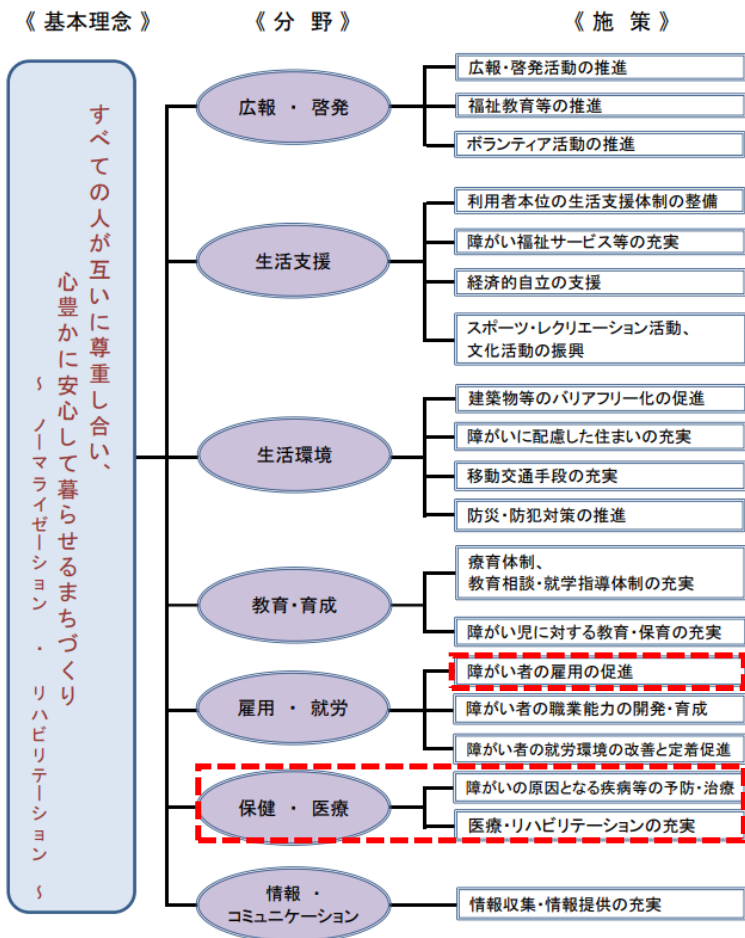 《 基本理念 》
《 分 野 》
《 施 策 》
すべての人が互いに尊重し合い、
心豊かに安心して暮らせるまちづくり
～ ノーマライゼーション ・ リハビリテーション ～
広報 ・ 啓発
広報・啓発活動の推進
福祉教育等の推進
ボランティア活動の推進
生活支援
利用者本位の生活支援体制の整備
障がい福祉サービス等の充実
経済的自立の支援
スポーツ・レクリエーション活動、
文化活動の振興
生活環境
建築物等のバリアフリー化の促進
障がいに配慮した住まいの充実
移動交通手段の充実
防災・防犯対策の推進
教育・育成
療育体制、
教育相談・就学指導体制の充実
障がい児に対する教育・保育の充実
雇用 ・ 就労
障がい者の雇用の促進
障がい者の職業能力の開発・育成
障がい者の就労環境の改善と定着促進
保健 ・ 医療
障がいの原因となる疾病等の予防・治療
医療・リハビリテーションの充実
情報 ・
コミュニケーション
情報収集・情報提供の充実